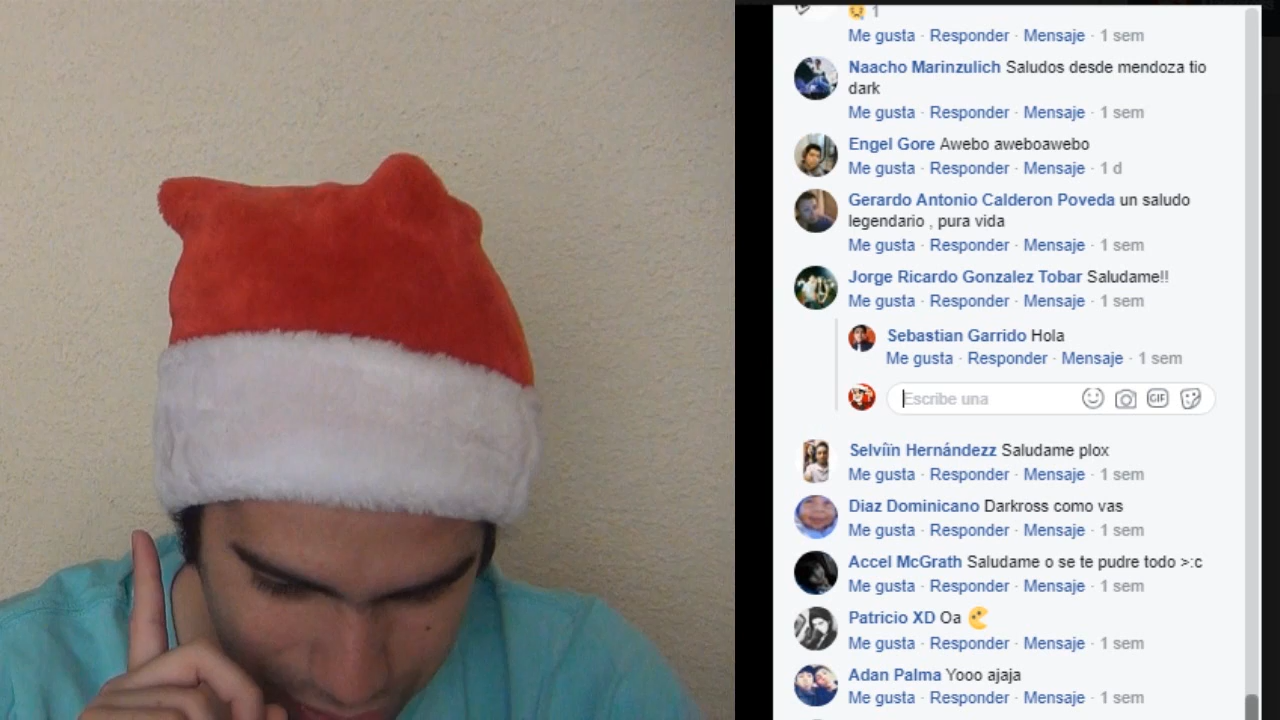 1
Me gusta · Responder · Mensaje · 1 sem
Naacho Marinzulich Saludos desde mendoza tio
dark
Me gusta · Responder · Mensaje · 1 sem
Engel Gore Awebo aweboawebo
Me gusta · Responder · Mensaje · 1 d
Gerardo Antonio Calderon Poveda un saludo
legendario , pura vida
Me gusta · Responder · Mensaje · 1 sem
Jorge Ricardo Gonzalez Tobar Saludame!!
Me gusta · Responder · Mensaje · 1 sem
Sebastian Garrido Hola
Me gusta · Responder · Mensaje · 1 sem
Escribe una
GIF
Selvíïn Hernándezz Saludame plox
Me gusta · Responder · Mensaje · 1 sem
Diaz Dominicano Darkross como vas
Me gusta · Responder · Mensaje · 1 sem
Accel McGrath Saludame o se te pudre todo >:c
Me gusta · Responder · Mensaje · 1 sem
Patricio XD Oa
Me gusta · Responder · Mensaje · 1 sem
Adan Palma Yooo ajaja
Me gusta · Responder · Mensaje · 1 sem